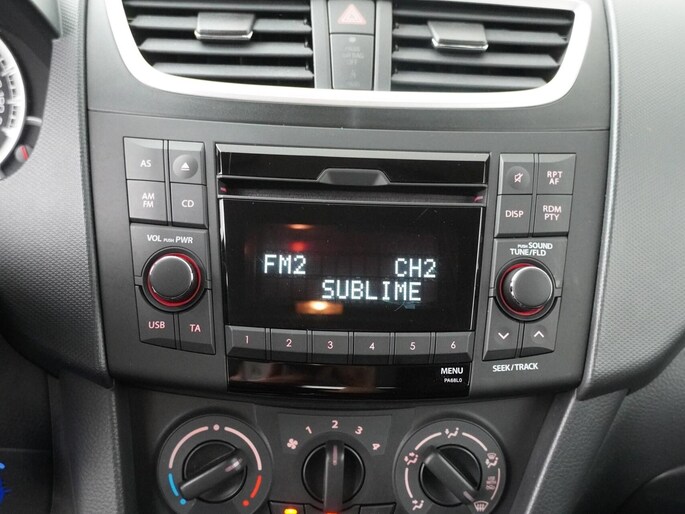 AS
AM
FM
CD
RPT
AF
DISP
RDM
PTY
VOL PUSH PWR
PUSH SOUND
TUNE/FLD
FM2 CH2
SUBLIME
USB TA
1 2 3 4 5 6
MENU
PA68L0
SEEK/TRACK
1 2 3 4